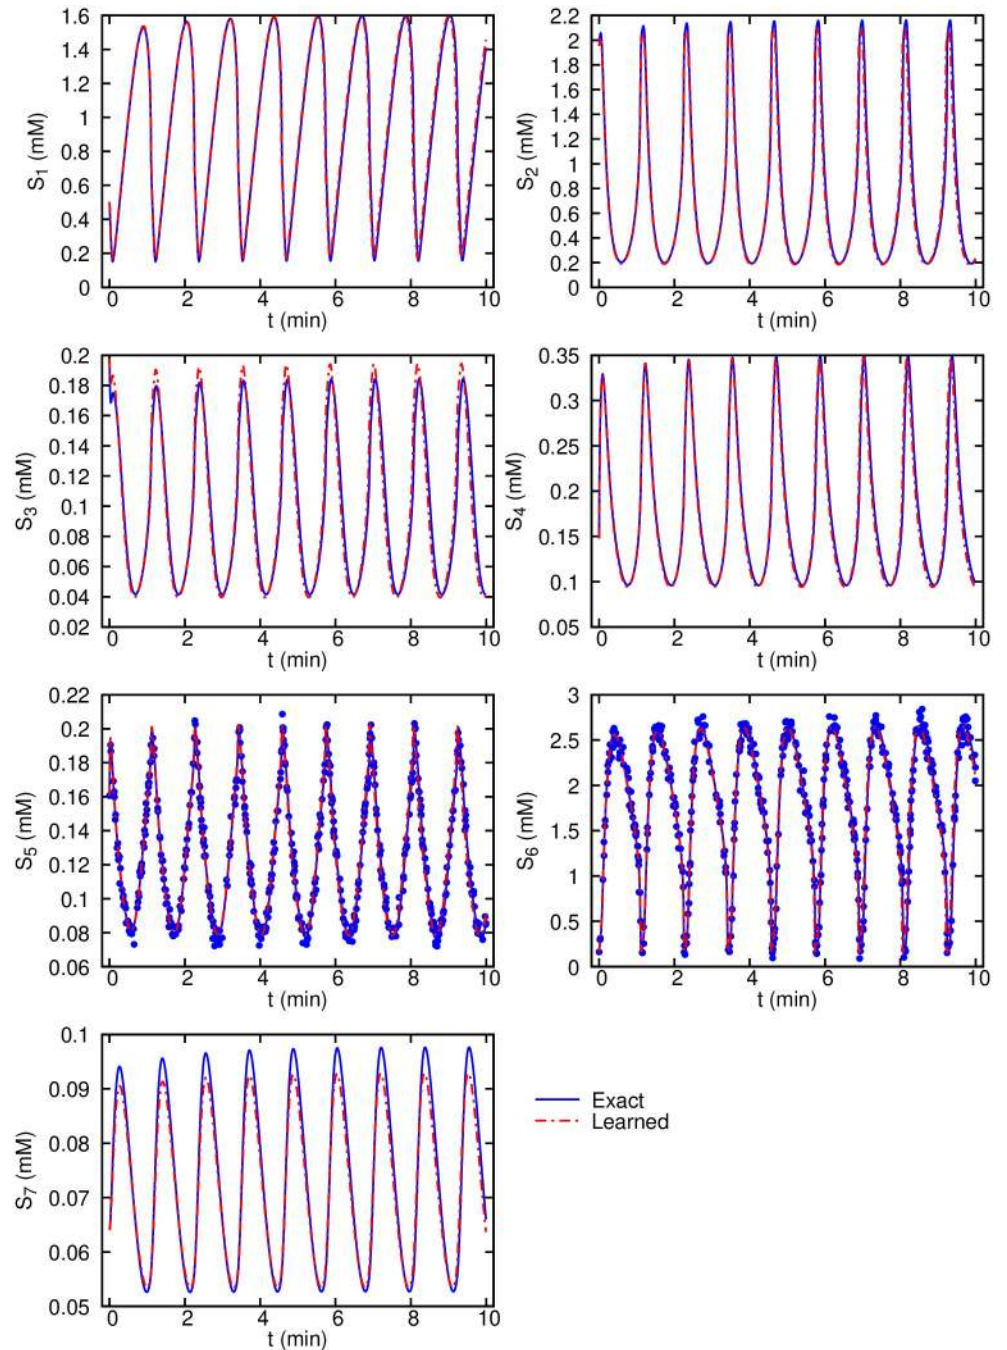 1.6
1.4
1.2
1
0.8
0.6
0.4
0.2
0
S1 (mM)
0 2 4 6 8 10
t (min)
2.2
2
1.8
1.6
1.4
1.2
1
0.8
0.6
0.4
0.2
0
S2 (mM)
0 2 4 6 8 10
t (min)
0.2
0.18
0.16
0.14
0.12
0.1
0.08
0.06
0.04
0.02
S3 (mM)
0 2 4 6 8 10
t (min)
0.35
0.3
0.25
0.2
0.15
0.1
0.05
S4 (mM)
0 2 4 6 8 10
t (min)
0.22
0.2
0.18
0.16
0.14
0.12
0.1
0.08
0.06
S5 (mM)
0 2 4 6 8 10
t (min)
3
2.5
2
1.5
1
0.5
0
S6 (mM)
0 2 4 6 8 10
t (min)
0.1
0.09
0.08
0.07
0.06
0.05
S7 (mM)
0 2 4 6 8 10
t (min)
Exact
Learned